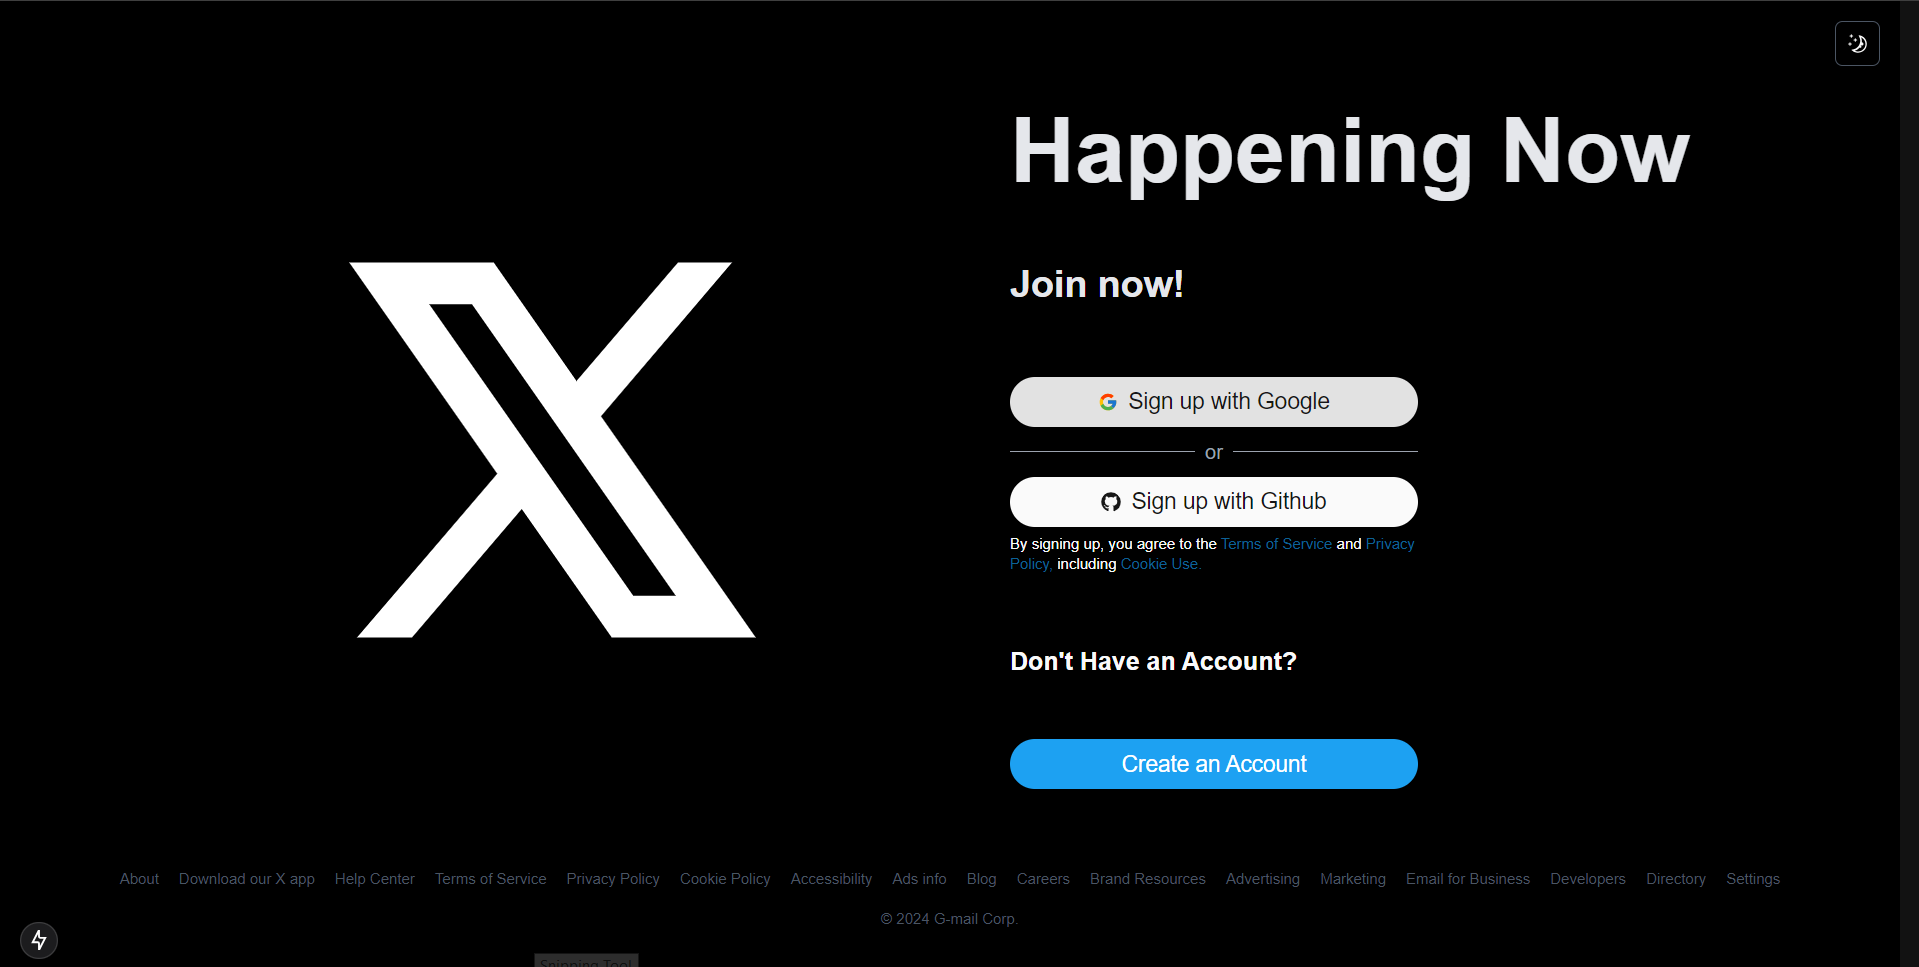 Happening Now
Join now!
Sign up with Google
or
Sign up with Github
By signing up, you agree to the Terms of Service and Privacy
Policy, including Cookie Use.
Don't Have an Account?
Create an Account
About Download our X app Help Center Terms of Service Privacy Policy Cookie Policy Accessibility Ads info Blog Careers Brand Resources Advertising Marketing Email for Business Developers Directory Settings
© 2024 G-mail Corp.
Snipping Tool